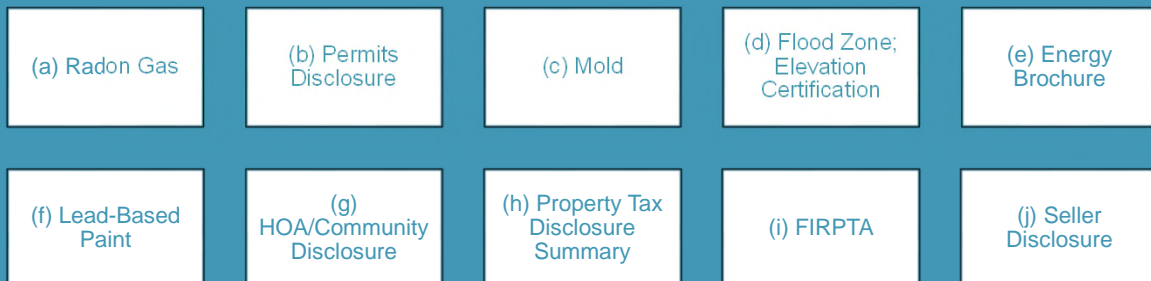 (a) Radon Gas
(b) Permits
Disclosure
(c) Mold
(d) Flood Zone;
Elevation
Certification
(e) Energy
Brochure
(f) Lead-Based
Paint
(g)
HOA/Community
Disclosure
(h) Property Tax
Disclosure
Summary
(i) FIRPTA
(j) Seller
Disclosure